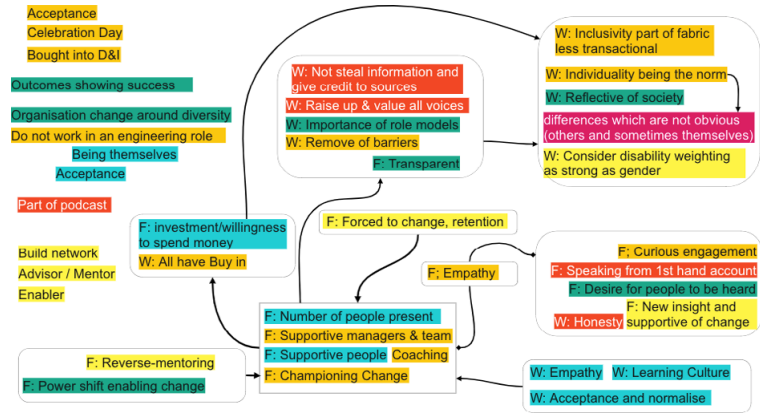 Acceptance
Celebration Day
Bought into D&I
Outcomes showing success
Organisation change around diversity
Do not work in an engineering role
Being themselves
Acceptance
Part of podcast
Build network
Advisor / Mentor
Enabler
W: Not steal information and
give credit to sources
W: Raise up & value all voices
W: Importance of role models
W: Remove of barriers
F: Transparent
W: Inclusivity part of fabric
less transactional
W: Individuality being the norm
W: Reflective of society
differences which are not obvious
(others and sometimes themselves)
W: Consider disability weighting
as strong as gender
F: investment/willingness
to spend money
W: All have Buy in
F: Forced to change, retention
F; Empathy
F; Curious engagement
F: Speaking from 1st hand account
F: Desire for people to be heard
F: New insight and
W: Honesty supportive of change
F: Number of people present
F: Supportive managers & team
F: Supportive people Coaching
F: Championing Change
F: Reverse-mentoring
F: Power shift enabling change
W: Empathy W: Learning Culture
W: Acceptance and normalise